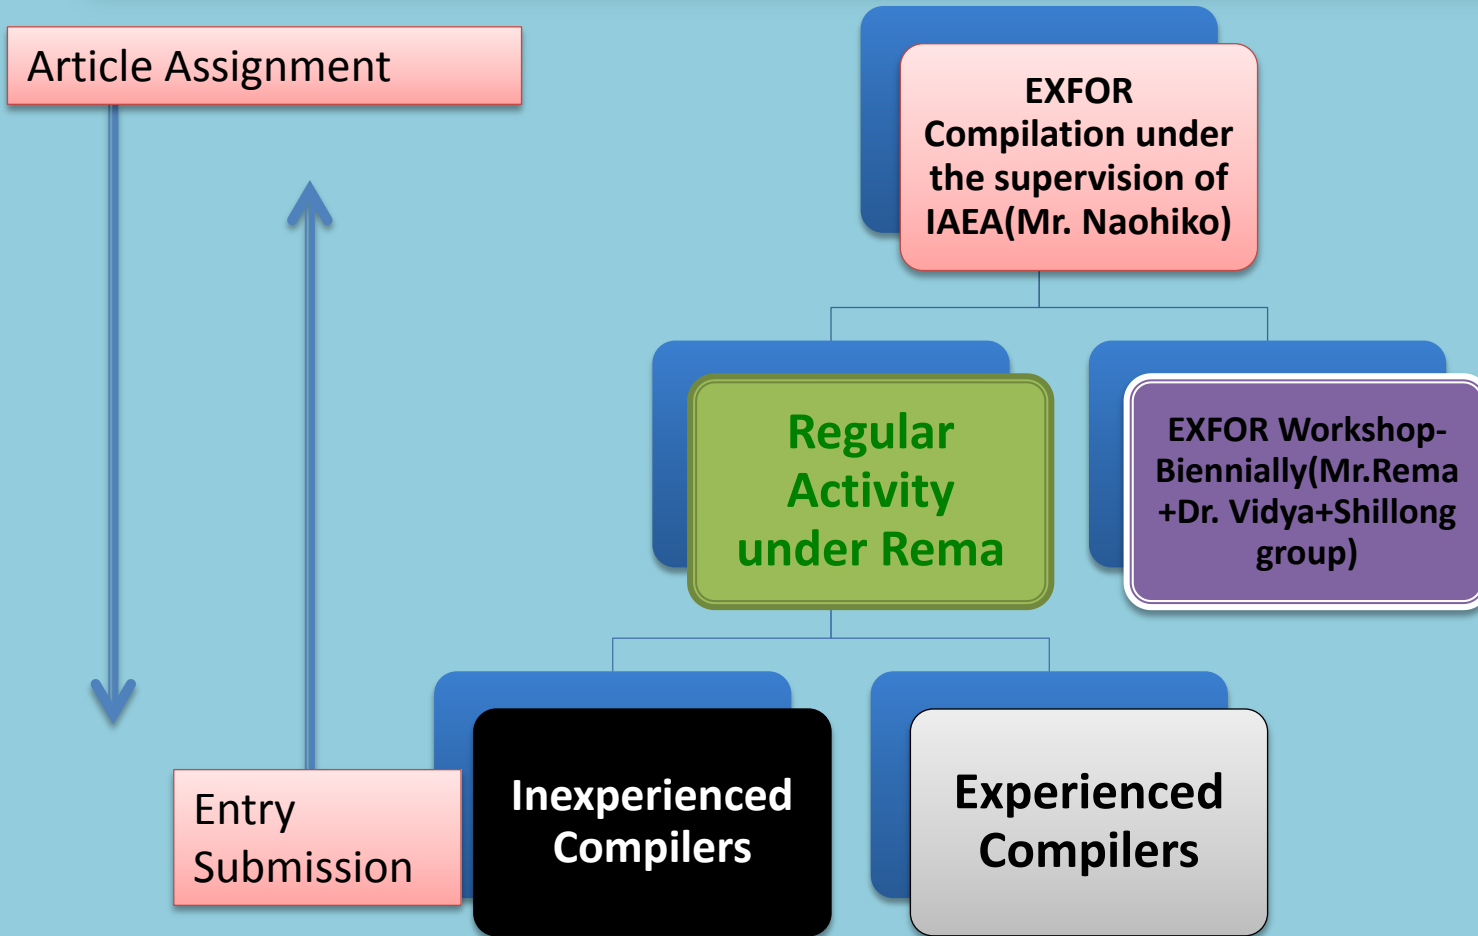 Article Assignment
EXFOR
Compilation under
the supervision of
IAEA(Mr. Naohiko)
Regular
Activity
under Rema
EXFOR Workshop-
Biennially(Mr.Rema
+Dr. Vidya+Shillong
group)
Entry
Submission
Inexperienced
Compilers
Experienced
Compilers